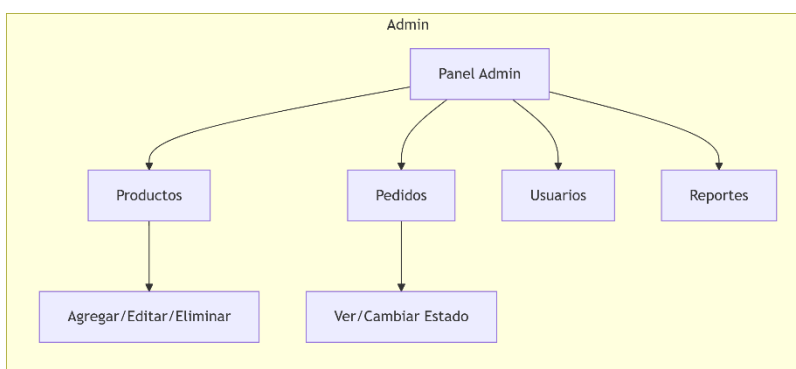 Admin
Panel Admin
Productos
Pedidos
Usuarios
Reportes
Agregar/Editar/Eliminar
Ver/Cambiar Estado